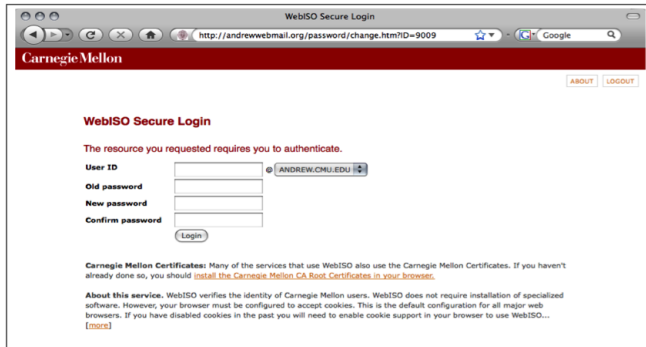 WebISO Secure Login
http://andrewwebmail.org/password/change.htm?ID=9009
Google
Carnegie Mellon
ABOUT LOGOUT
WebISO Secure Login
The resource you requested requires you to authenticate.
User ID @ ANDREW.CMU.EDU
Old password
New password
Confirm password
Login
Carnegie Mellon Certificates: Many of the services that use WebISO also use the Carnegie Mellon Certificates. If you haven't
already done so, you should install the Carnegie Mellon CA Root Certificates in your browser.
About this service. WebISO verifies the identity of Carnegie Mellon users. WebISO does not require installation of specialized
software. However, your browser must be configured to accept cookies. This is the default configuration for all major web
browsers. If you have disabled cookies in the past you will need to enable cookie support in your browser to use WebISO...
[more]